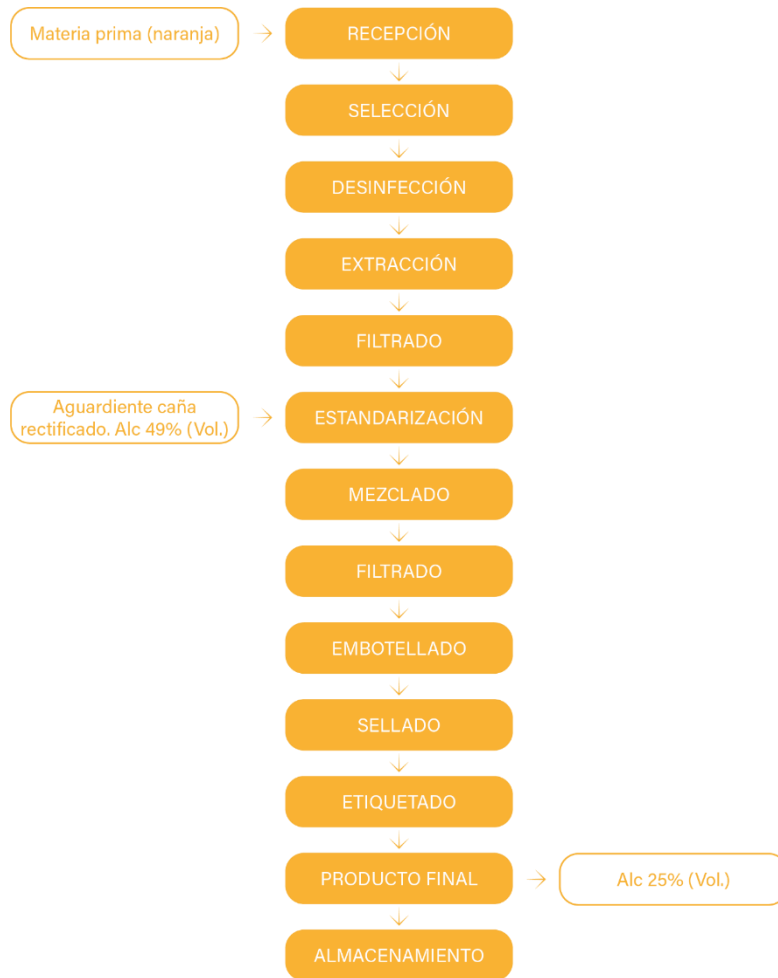 Materia prima (naranja)
RECEPCIÓN
SELECCIÓN
DESINFECCIÓN
EXTRACCIÓN
FILTRADO
Aguardiente caña
rectificado. Alc 49% (Vol.)
ESTANDARIZACIÓN
MEZCLADO
FILTRADO
EMBOTELLADO
SELLADO
ETIQUETADO
PRODUCTO FINAL
Alc 25% (Vol.)
ALMACENAMIENTO